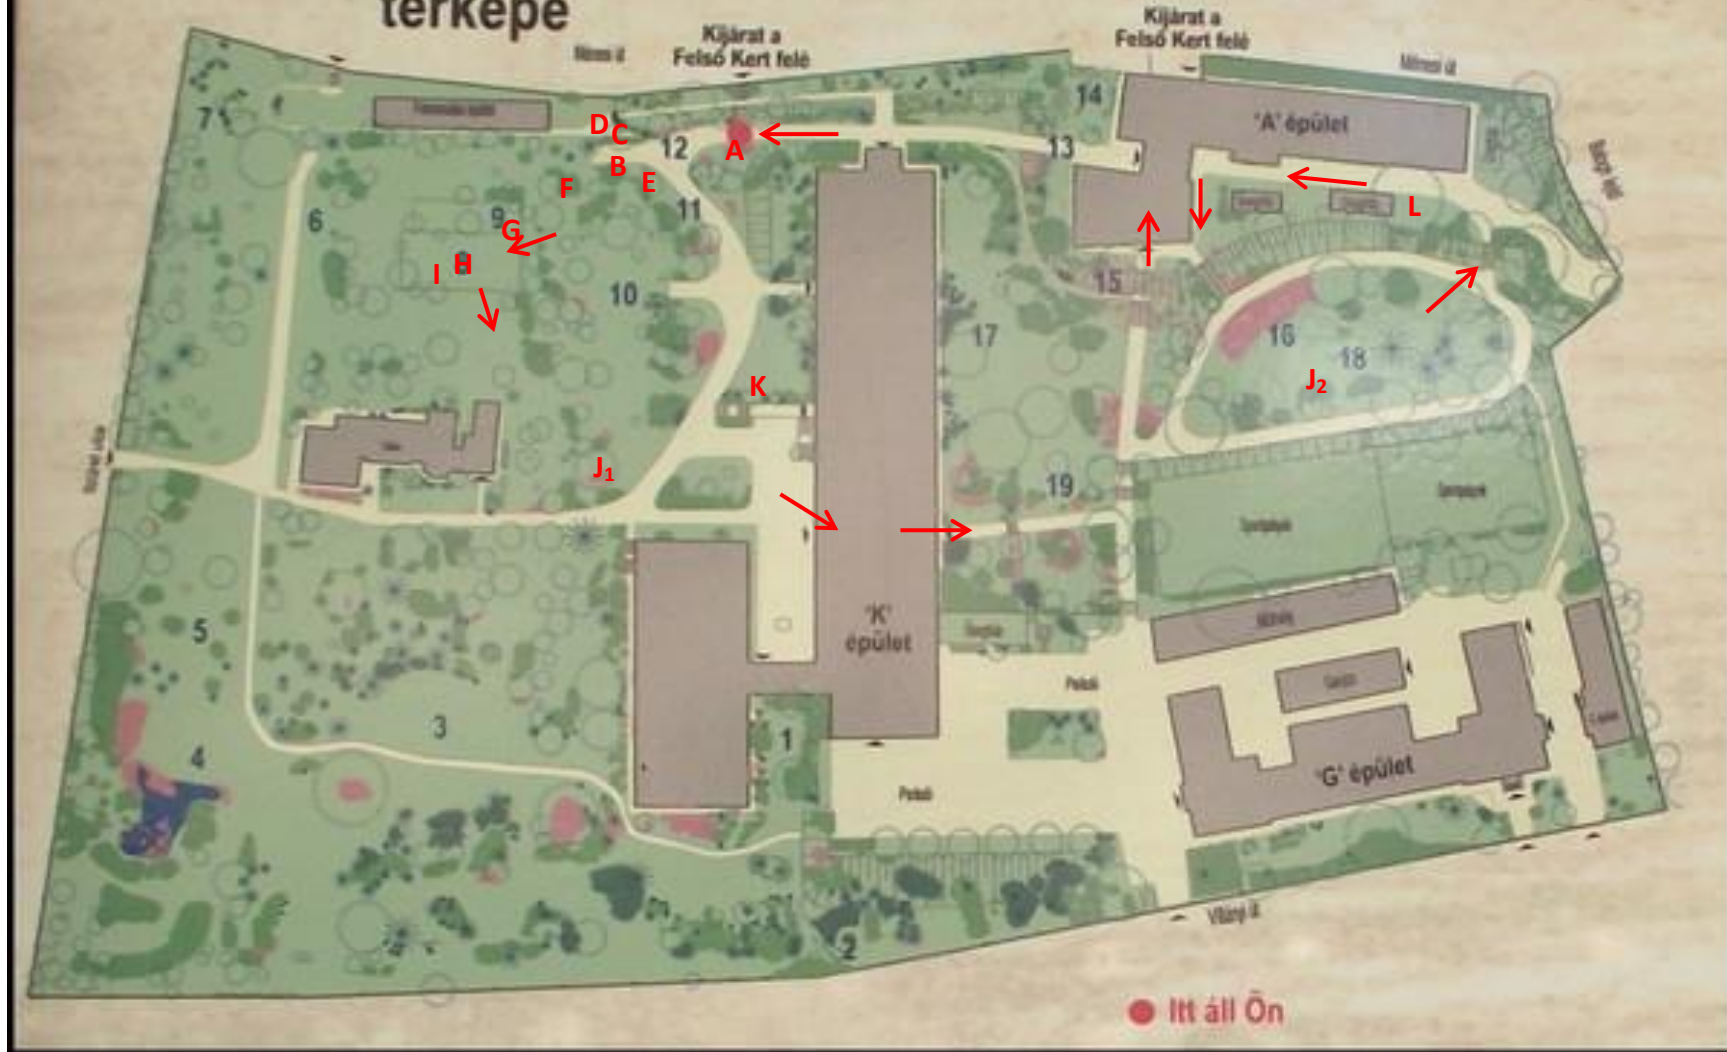 térképe
Kijárat a
Felső Kert felé
Kijárat a
Felső Kert felé
Ménesi út
Ménesi út
7
14
'A' épület
D
C
A
12
13
B
E
F
L
11
6
9
G
H
I
10
15
17
16
18
K
J2
J1
19
'K'
épület
5
3
1
Parkoló
4
Parkoló
'G' épület
2
Villányi út
Itt áll Ön